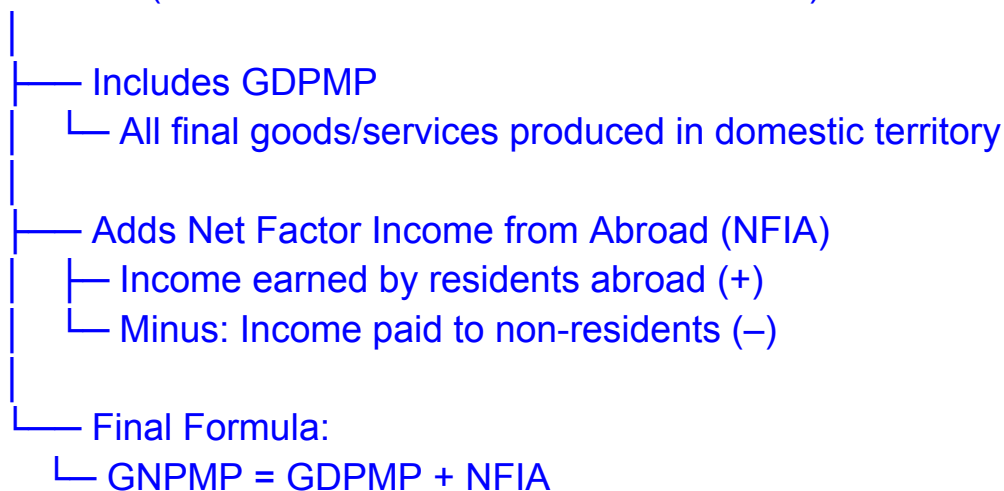 │
├── Includes GDPMP
│ └─ All final goods/services produced in domestic territory
│
├── Adds Net Factor Income from Abroad (NFIA)
│ ├─ Income earned by residents abroad (+)
│ └─ Minus: Income paid to non-residents (–)
│
└── Final Formula:
└─ GNPMP = GDPMP + NFIA